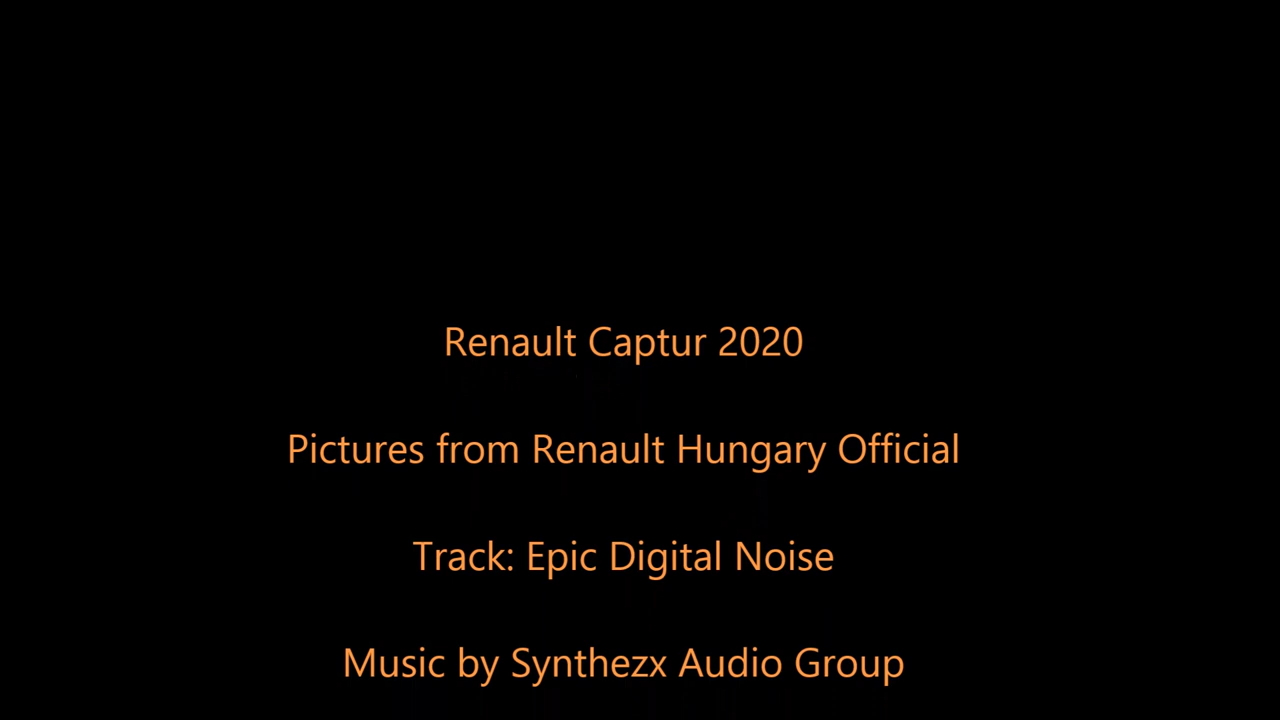 Renault Captur 2020
Pictures from Renault Hungary Official
Track: Epic Digital Noise
Music by Synthezx Audio Group